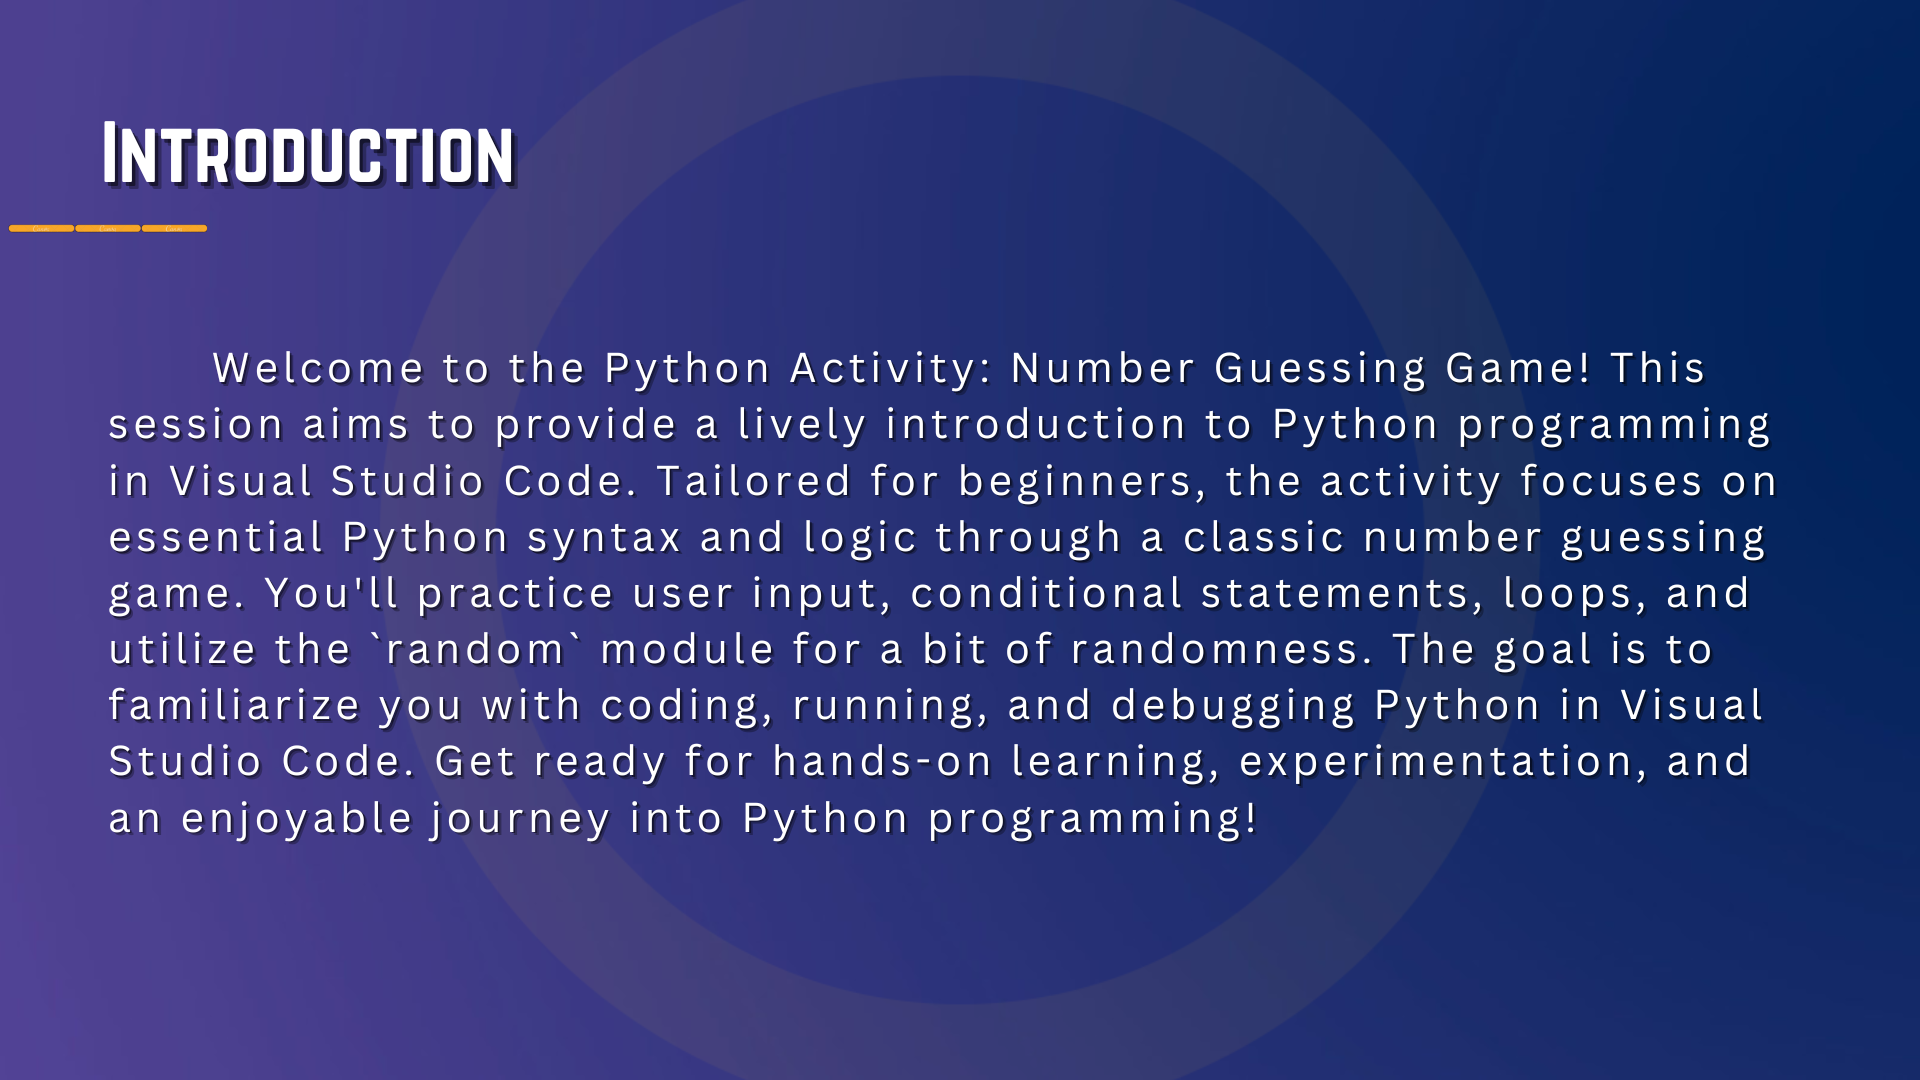 Introduction
Welcome to the Python Activity: Number Guessing Game! This
session aims to provide a lively introduction to Python programming
in Visual Studio Code. Tailored for beginners, the activity focuses on
essential Python syntax and logic through a classic number guessing
game. You'll practice user input, conditional statements, loops, and
utilize the `random` module for a bit of randomness. The goal is to
familiarize you with coding, running, and debugging Python in Visual
Studio Code. Get ready for hands-on learning, experimentation, and
an enjoyable journey into Python programming!